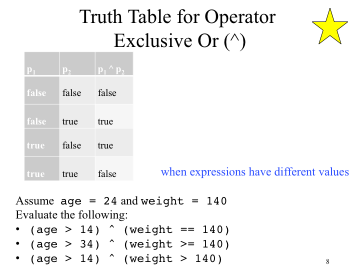 Truth Table for Operator
Exclusive Or (^)
p1 p2 p1 ^ p2
false false false
false true true
true false true
true true false
when expressions have different values
Assume age = 24 and weight = 140
Evaluate the following:
• (age > 14) ^ (weight == 140)
• (age > 34) ^ (weight >= 140)
• (age > 14) ^ (weight > 140)
8